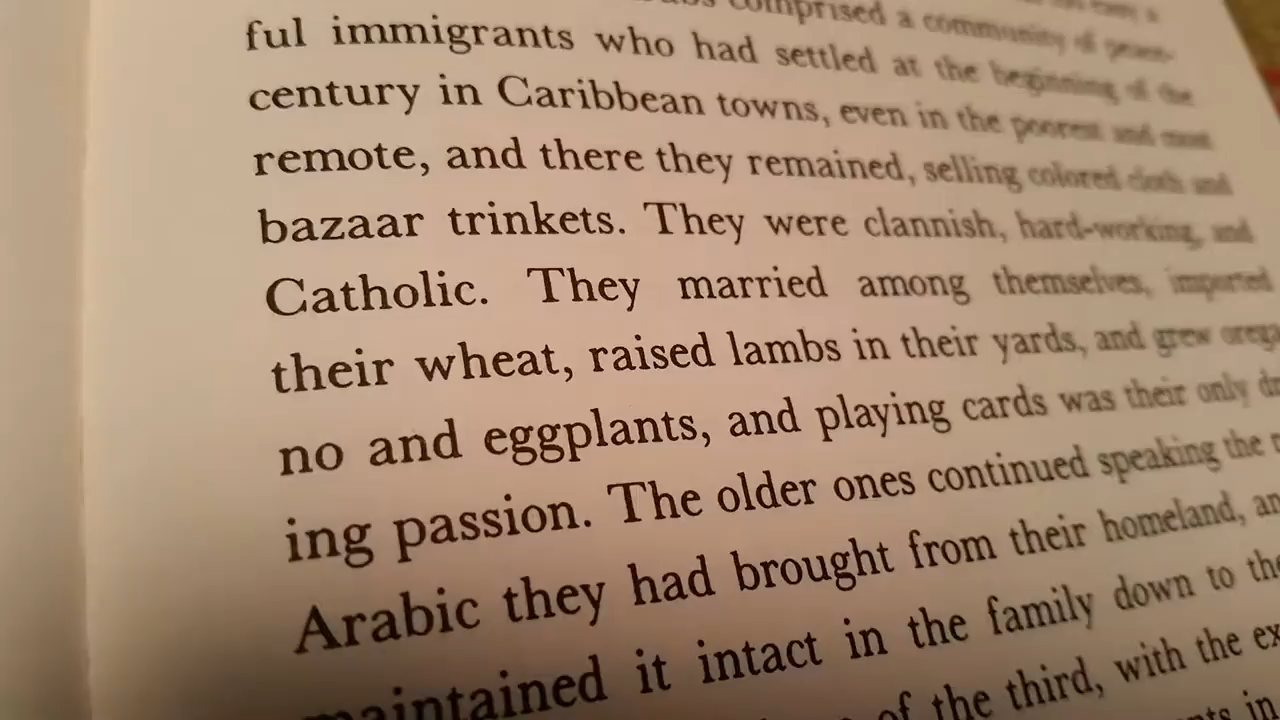 comprised a community of peace-
ful immigrants who had settled at the beginning of the
century in Caribbean towns, even in the poorest and most
remote, and there they remained, selling colored cloth and
bazaar trinkets. They were clannish, hard-working, and
Catholic. They married among themselves, imported
their wheat, raised lambs in their yards, and grew orega
no and eggplants, and playing cards was their only dr
ing passion. The older ones continued speaking the r
Arabic they had brought from their homeland, an
maintained it intact in the family down to the
of the third, with the ex
in